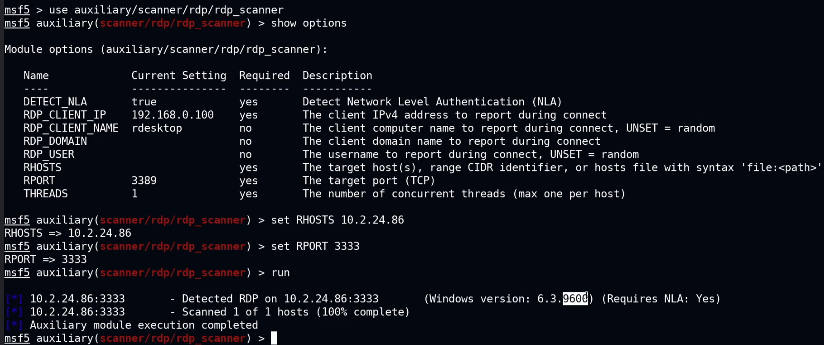 msf5 > use auxiliary/scanner/rdp/rdp_scanner
msf5 auxiliary(scanner/rdp/rdp_scanner) > show options
Module options (auxiliary/scanner/rdp/rdp_scanner):
Name Current Setting Required Description
---- --------------- -------- -----------
DETECT_NLA true yes Detect Network Level Authentication (NLA)
RDP_CLIENT_IP 192.168.0.100 yes The client IPv4 address to report during connect
RDP_CLIENT_NAME rdesktop no The client computer name to report during connect, UNSET = random
RDP_DOMAIN no The client domain name to report during connect
RDP_USER no The username to report during connect, UNSET = random
RHOSTS yes The target host(s), range CIDR identifier, or hosts file with syntax 'file:<path>'
RPORT 3389 yes The target port (TCP)
THREADS 1 yes The number of concurrent threads (max one per host)
msf5 auxiliary(scanner/rdp/rdp_scanner) > set RHOSTS 10.2.24.86
RHOSTS => 10.2.24.86
msf5 auxiliary(scanner/rdp/rdp_scanner) > set RPORT 3333
RPORT => 3333
msf5 auxiliary(scanner/rdp/rdp_scanner) > run
[*] 10.2.24.86:3333 - Detected RDP on 10.2.24.86:3333 (Windows version: 6.3.9600) (Requires NLA: Yes)
[*] 10.2.24.86:3333 - Scanned 1 of 1 hosts (100% complete)
[*] Auxiliary module execution completed
msf5 auxiliary(scanner/rdp/rdp_scanner) >